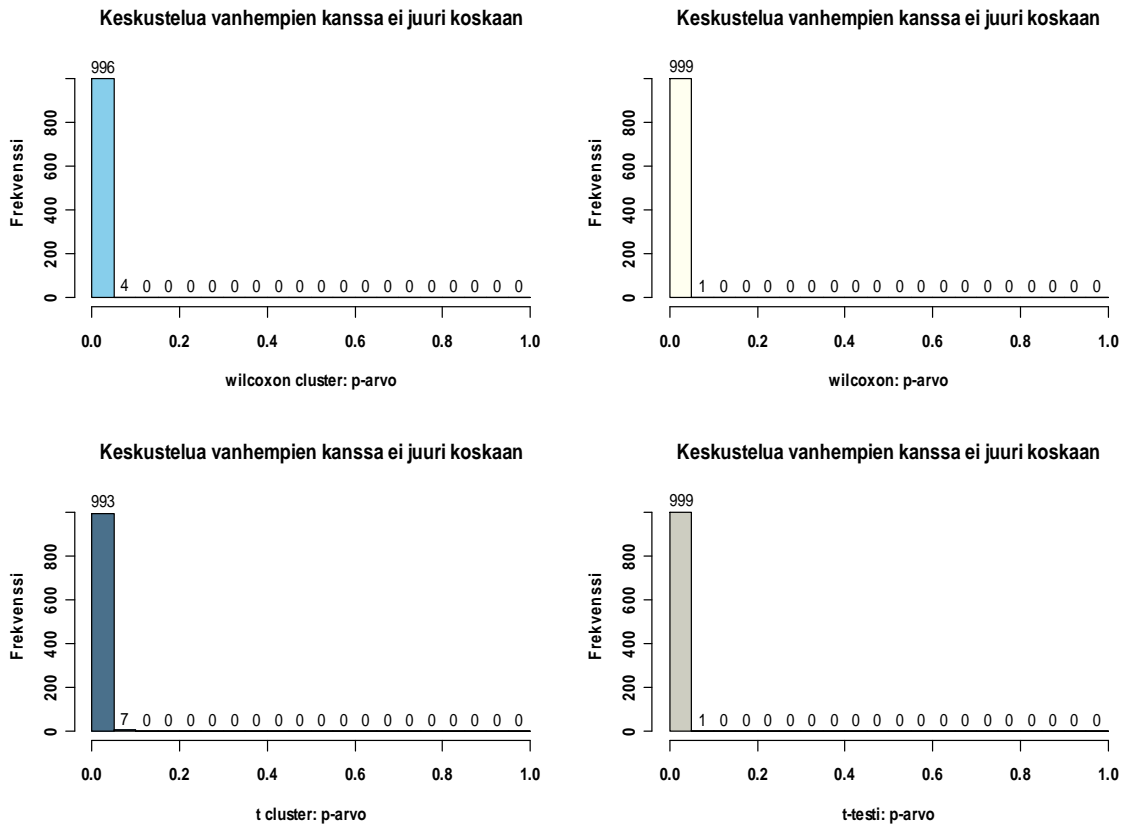 Keskustelua vanhempien kanssa ei juuri koskaan
996
4 0 0 0 0 0 0 0 0 0 0 0 0 0 0 0 0 0 0
Frekvenssi
0 200 400 600 800
0.0 0.2 0.4 0.6 0.8 1.0
wilcoxon cluster: p-arvo
Keskustelua vanhempien kanssa ei juuri koskaan
999
1 0 0 0 0 0 0 0 0 0 0 0 0 0 0 0 0 0 0
Frekvenssi
0 200 400 600 800
0.0 0.2 0.4 0.6 0.8 1.0
wilcoxon: p-arvo
Keskustelua vanhempien kanssa ei juuri koskaan
993
7 0 0 0 0 0 0 0 0 0 0 0 0 0 0 0 0 0 0
Frekvenssi
0 200 400 600 800
0.0 0.2 0.4 0.6 0.8 1.0
t cluster: p-arvo
Keskustelua vanhempien kanssa ei juuri koskaan
999
1 0 0 0 0 0 0 0 0 0 0 0 0 0 0 0 0 0 0
Frekvenssi
0 200 400 600 800
0.0 0.2 0.4 0.6 0.8 1.0
t-testi: p-arvo